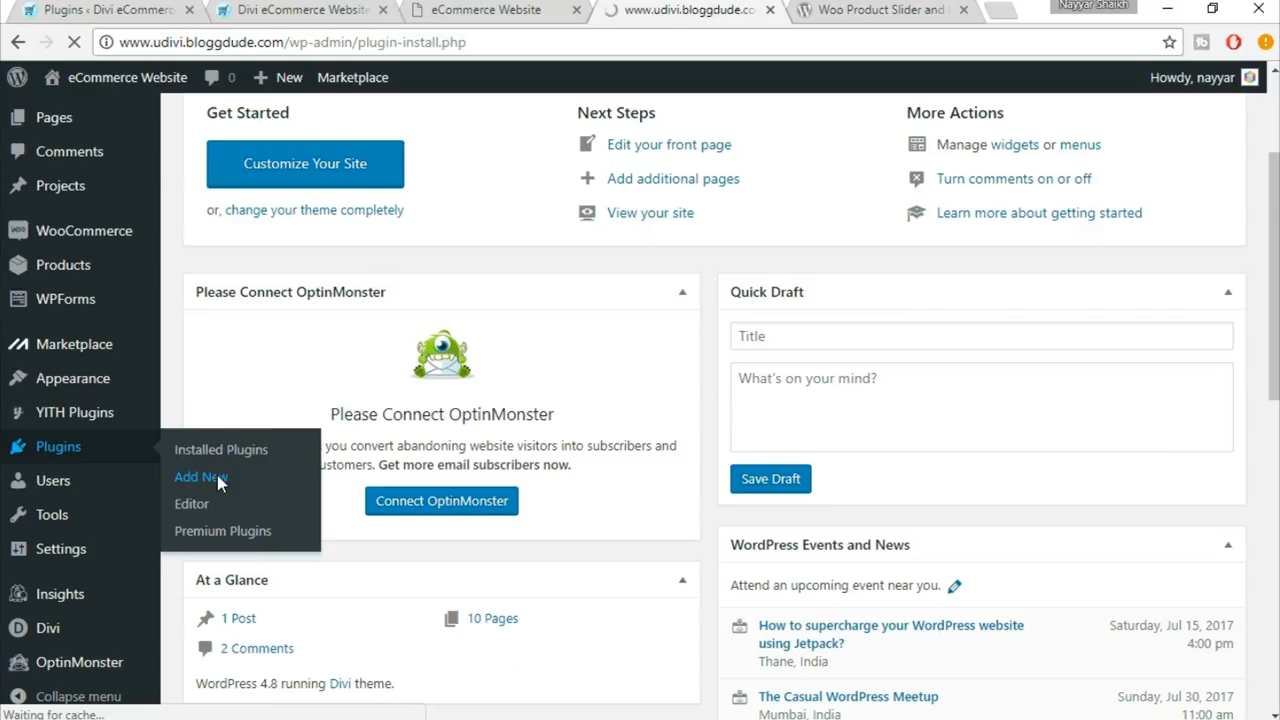 Plugins ‹ Divi eCommerc
Divi eCommerce Website
eCommerce Website
www.udivi.bloggdude.co
Woo Product Slider and
Nayyar Shaikh
www.udivi.bloggdude.com/wp-admin/plugin-install.php
eCommerce Website
0
New
Marketplace
Howdy, nayyar
Pages
Comments
Projects
WooCommerce
Products
WPForms
Marketplace
Appearance
YITH Plugins
Plugins
Users
Tools
Settings
Insights
Divi
OptinMonster
Collapse menu
Installed Plugins
Add New
Editor
Premium Plugins
Get Started
Customize Your Site
or, change your theme completely
Next Steps
Edit your front page
Add additional pages
View your site
More Actions
Manage widgets or menus
Turn comments on or off
Learn more about getting started
Please Connect OptinMonster
Please Connect OptinMonster
you convert abandoning website visitors into subscribers and
customers. Get more email subscribers now.
Connect OptinMonster
At a Glance
1 Post
10 Pages
2 Comments
WordPress 4.8 running Divi theme.
Quick Draft
Title
What's on your mind?
Save Draft
WordPress Events and News
Attend an upcoming event near you.
How to supercharge your WordPress website
using Jetpack?
Thane, India
Saturday, Jul 15, 2017
4:00 pm
The Casual WordPress Meetup
Mumbai, India
Sunday, Jul 30, 2017
11:00 am
Waiting for cache...